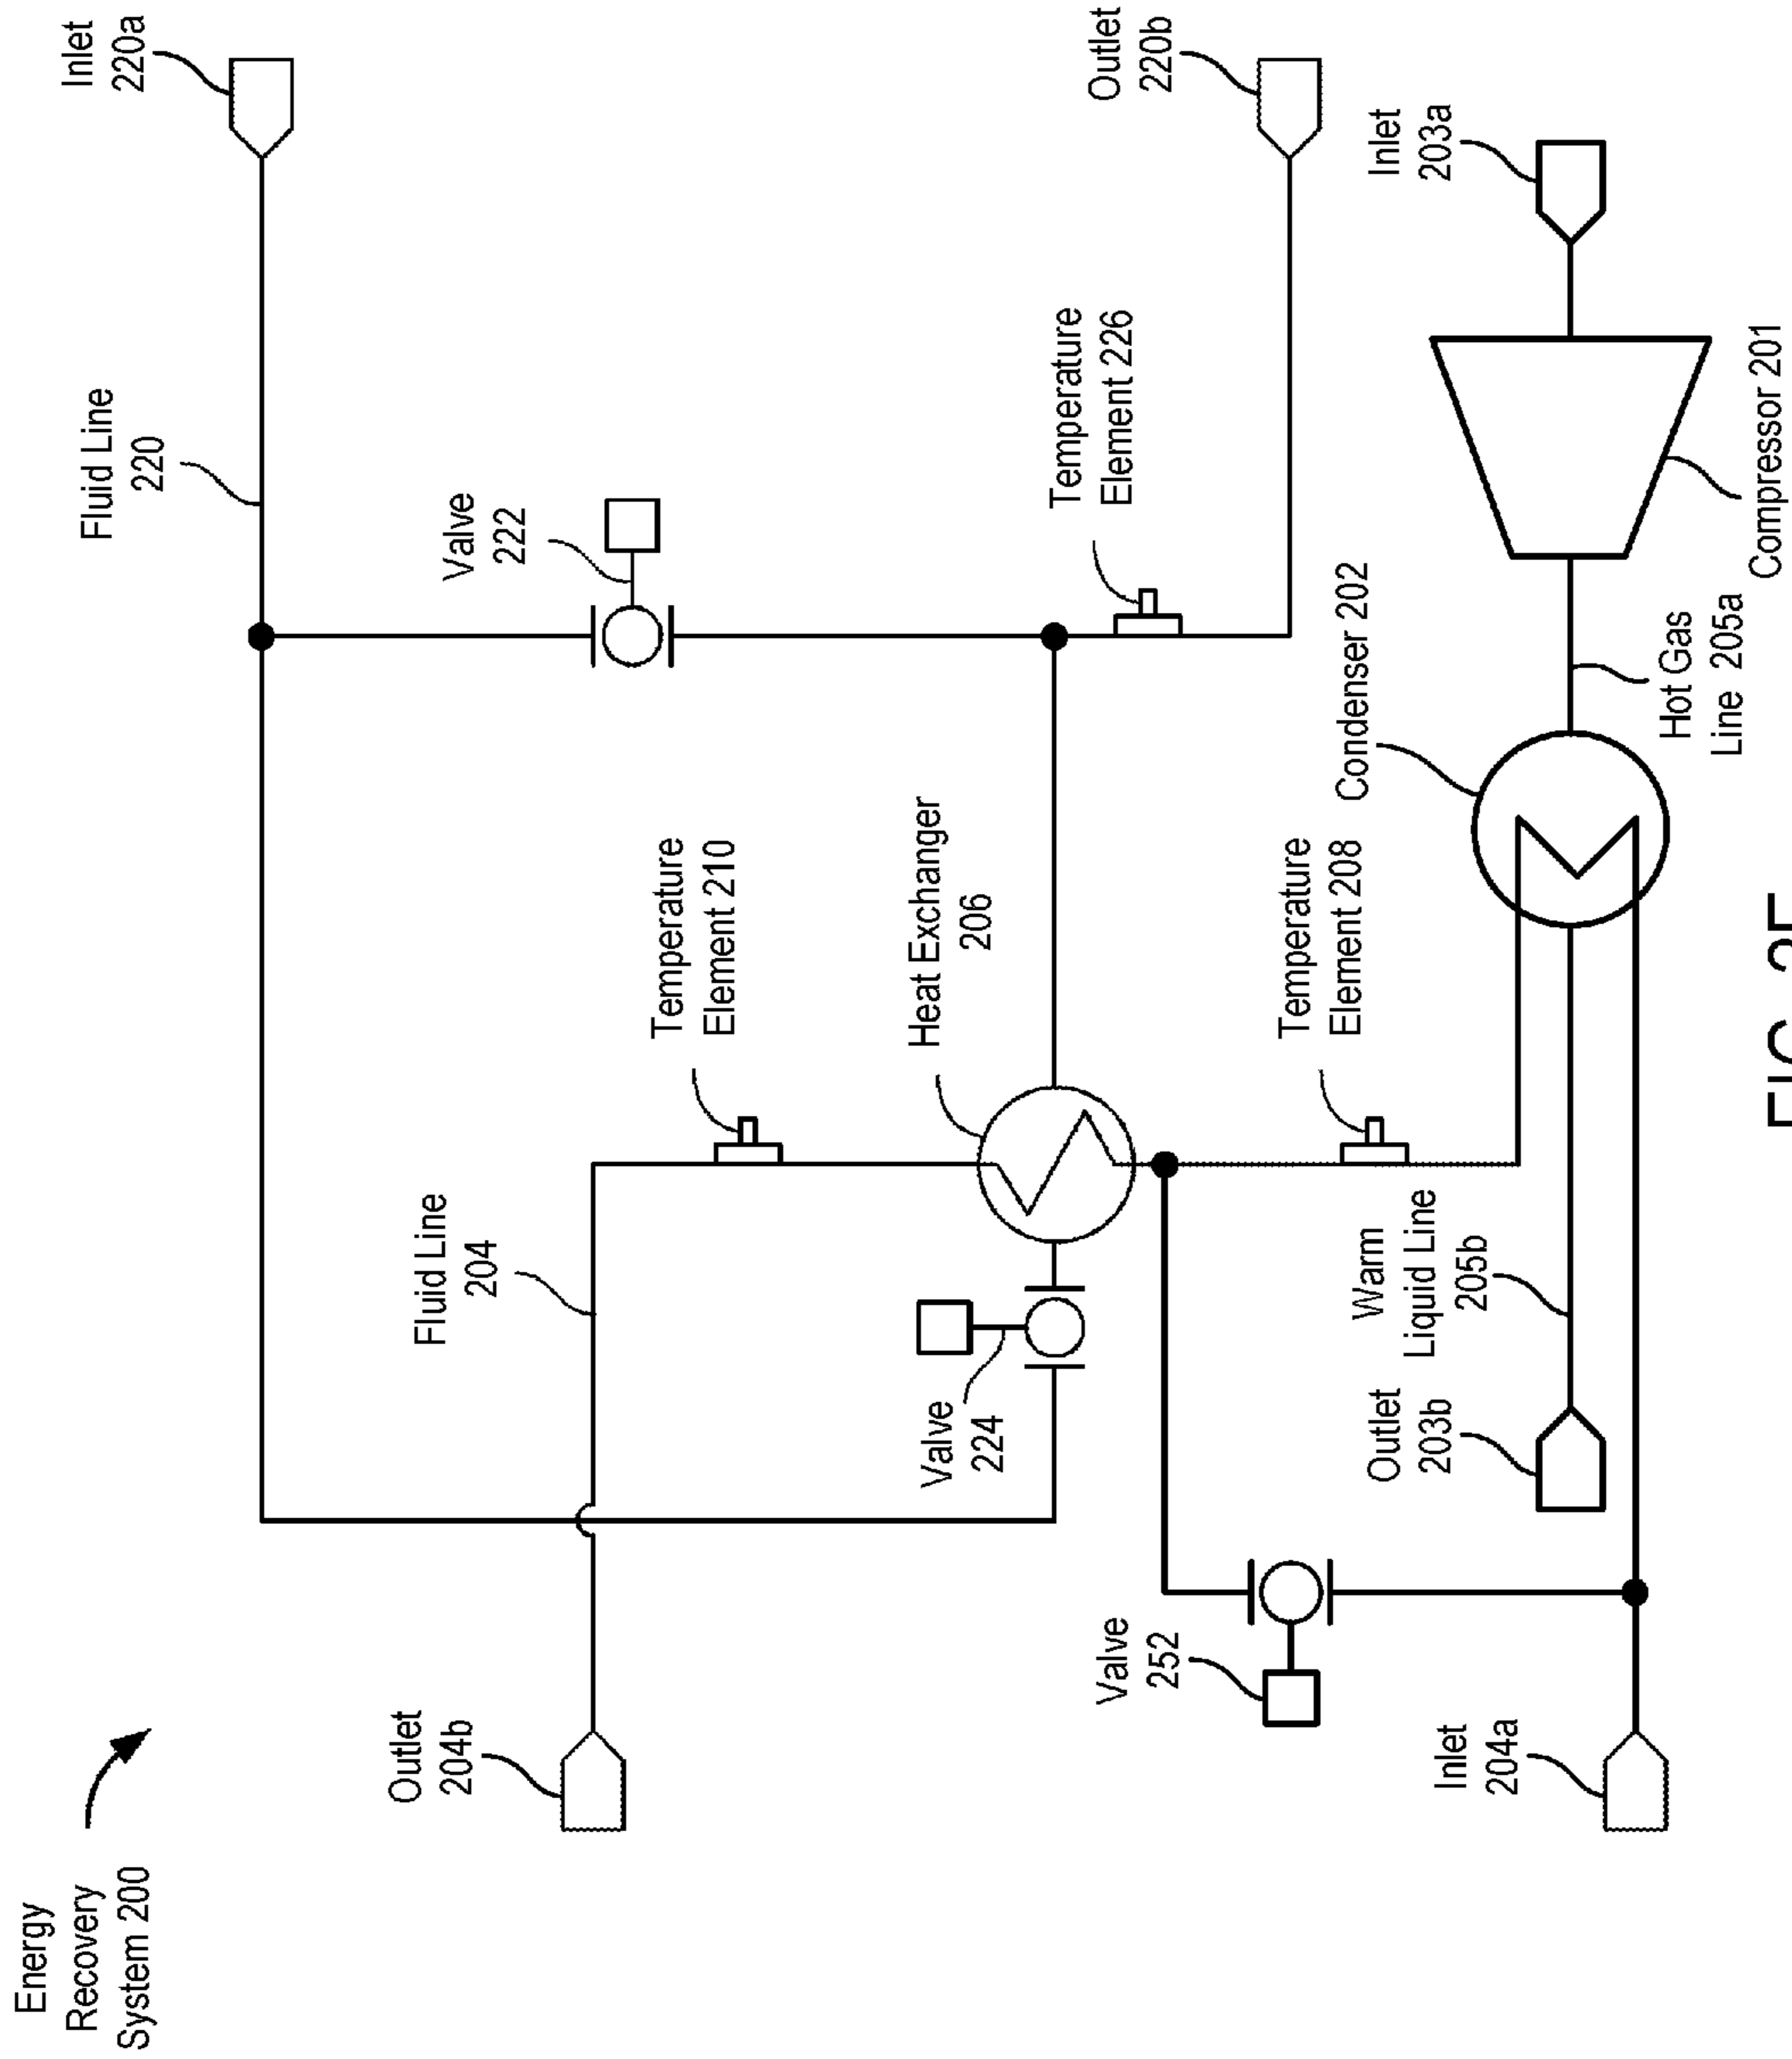 Energy
Recovery
System 200
Inlet
220a
Fluid Line
220
Outlet
204b
Fluid Line
204
Valve
222
Temperature
Element 210
Valve
224
Heat Exchanger
206
Temperature
Element 226
Outlet
220b
Valve
252
Temperature
Element 208
Warm
Liquid Line
205b
Outlet
203b
Condenser 202
Inlet
203a
Inlet
204a
Hot Gas
Line 205a
Compressor 201